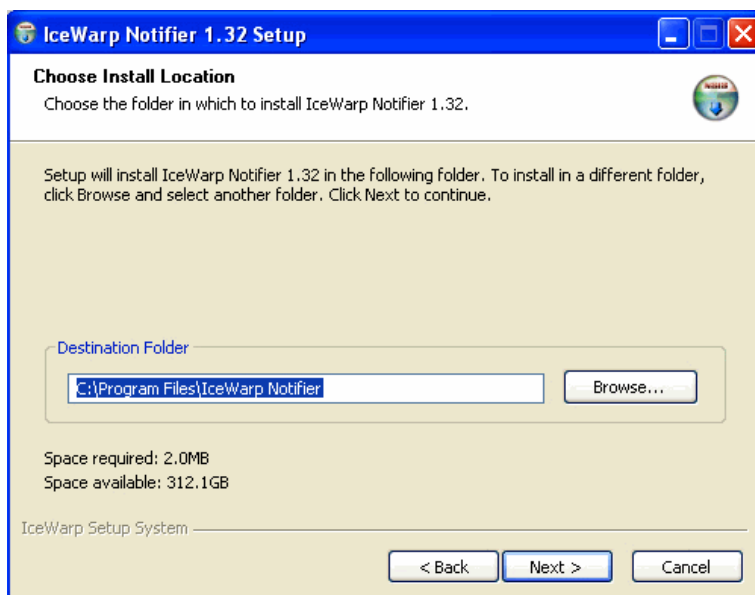 IceWarp Notifier 1.32 Setup
Choose Install Location
Choose the folder in which to install IceWarp Notifier 1.32.
Setup will install IceWarp Notifier 1.32 in the following folder. To install in a different folder,
click Browse and select another folder. Click Next to continue.
Destination Folder
C:\Program Files\IceWarp Notifier
Browse...
Space required: 2.0MB
Space available: 312.1GB
IceWarp Setup System
< Back
Next >
Cancel